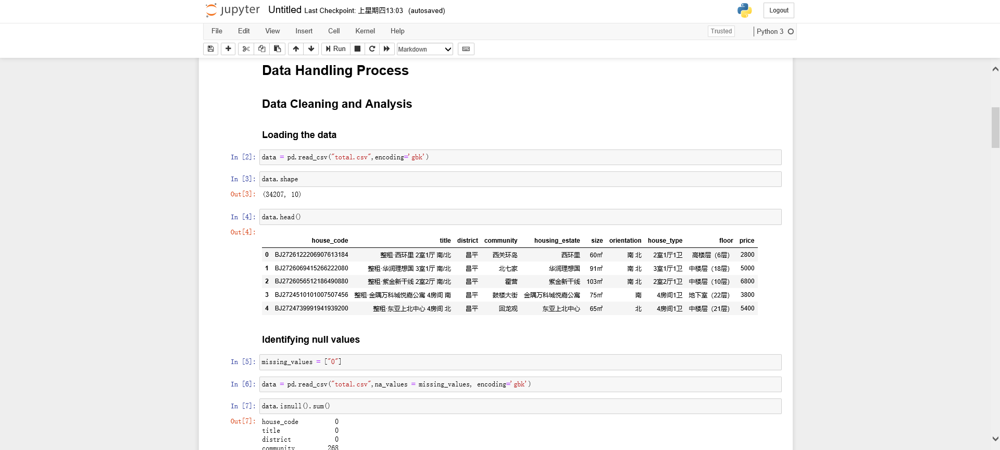 jupyter Untitled Last Checkpoint: 上星期四13:03 (autosaved) Logout
File Edit View Insert Cell Kernel Help Trusted Python 3
Run Markdown
Data Handling Process
Data Cleaning and Analysis
Loading the data
In [2]: data = pd.read_csv("total.csv",encoding='gbk')
In [3]: data.shape
Out[3]: (34207, 10)
In [4]: data.head()
Out[4]:
house_code title district community housing_estate size orientation house_type floor price
0 BJ2726122206907613184 整租·西环里 2室1厅 南/北 昌平 西关环岛 西环里 60㎡ 南 北 2室1厅1卫 高楼层（6层） 2800
1 BJ2726069415266222080 整租·华润理想国 3室1厅 南/北 昌平 北七家 华润理想国 91㎡ 南 北 3室1厅1卫 中楼层（18层） 5000
2 BJ2726056512186490880 整租·紫金新干线 2室2厅 南/北 昌平 霍营 紫金新干线 103㎡ 南 北 2室2厅1卫 中楼层（10层） 6800
3 BJ2724510101007507456 整租·金隅万科城悦嘉公寓 4房间 南 昌平 鼓楼大街 金隅万科城悦嘉公寓 75㎡ 南 4房间1卫 地下室（22层） 3800
4 BJ2724739991941939200 整租·东亚上北中心 4房间 北 昌平 回龙观 东亚上北中心 65㎡ 北 4房间1卫 中楼层（21层） 5400
Identifying null values
In [5]: missing_values = ["0"]
In [6]: data = pd.read_csv("total.csv",na_values = missing_values, encoding='gbk')
In [7]: data.isnull().sum()
Out[7]: house_code 0
title 0
district 0
community 268